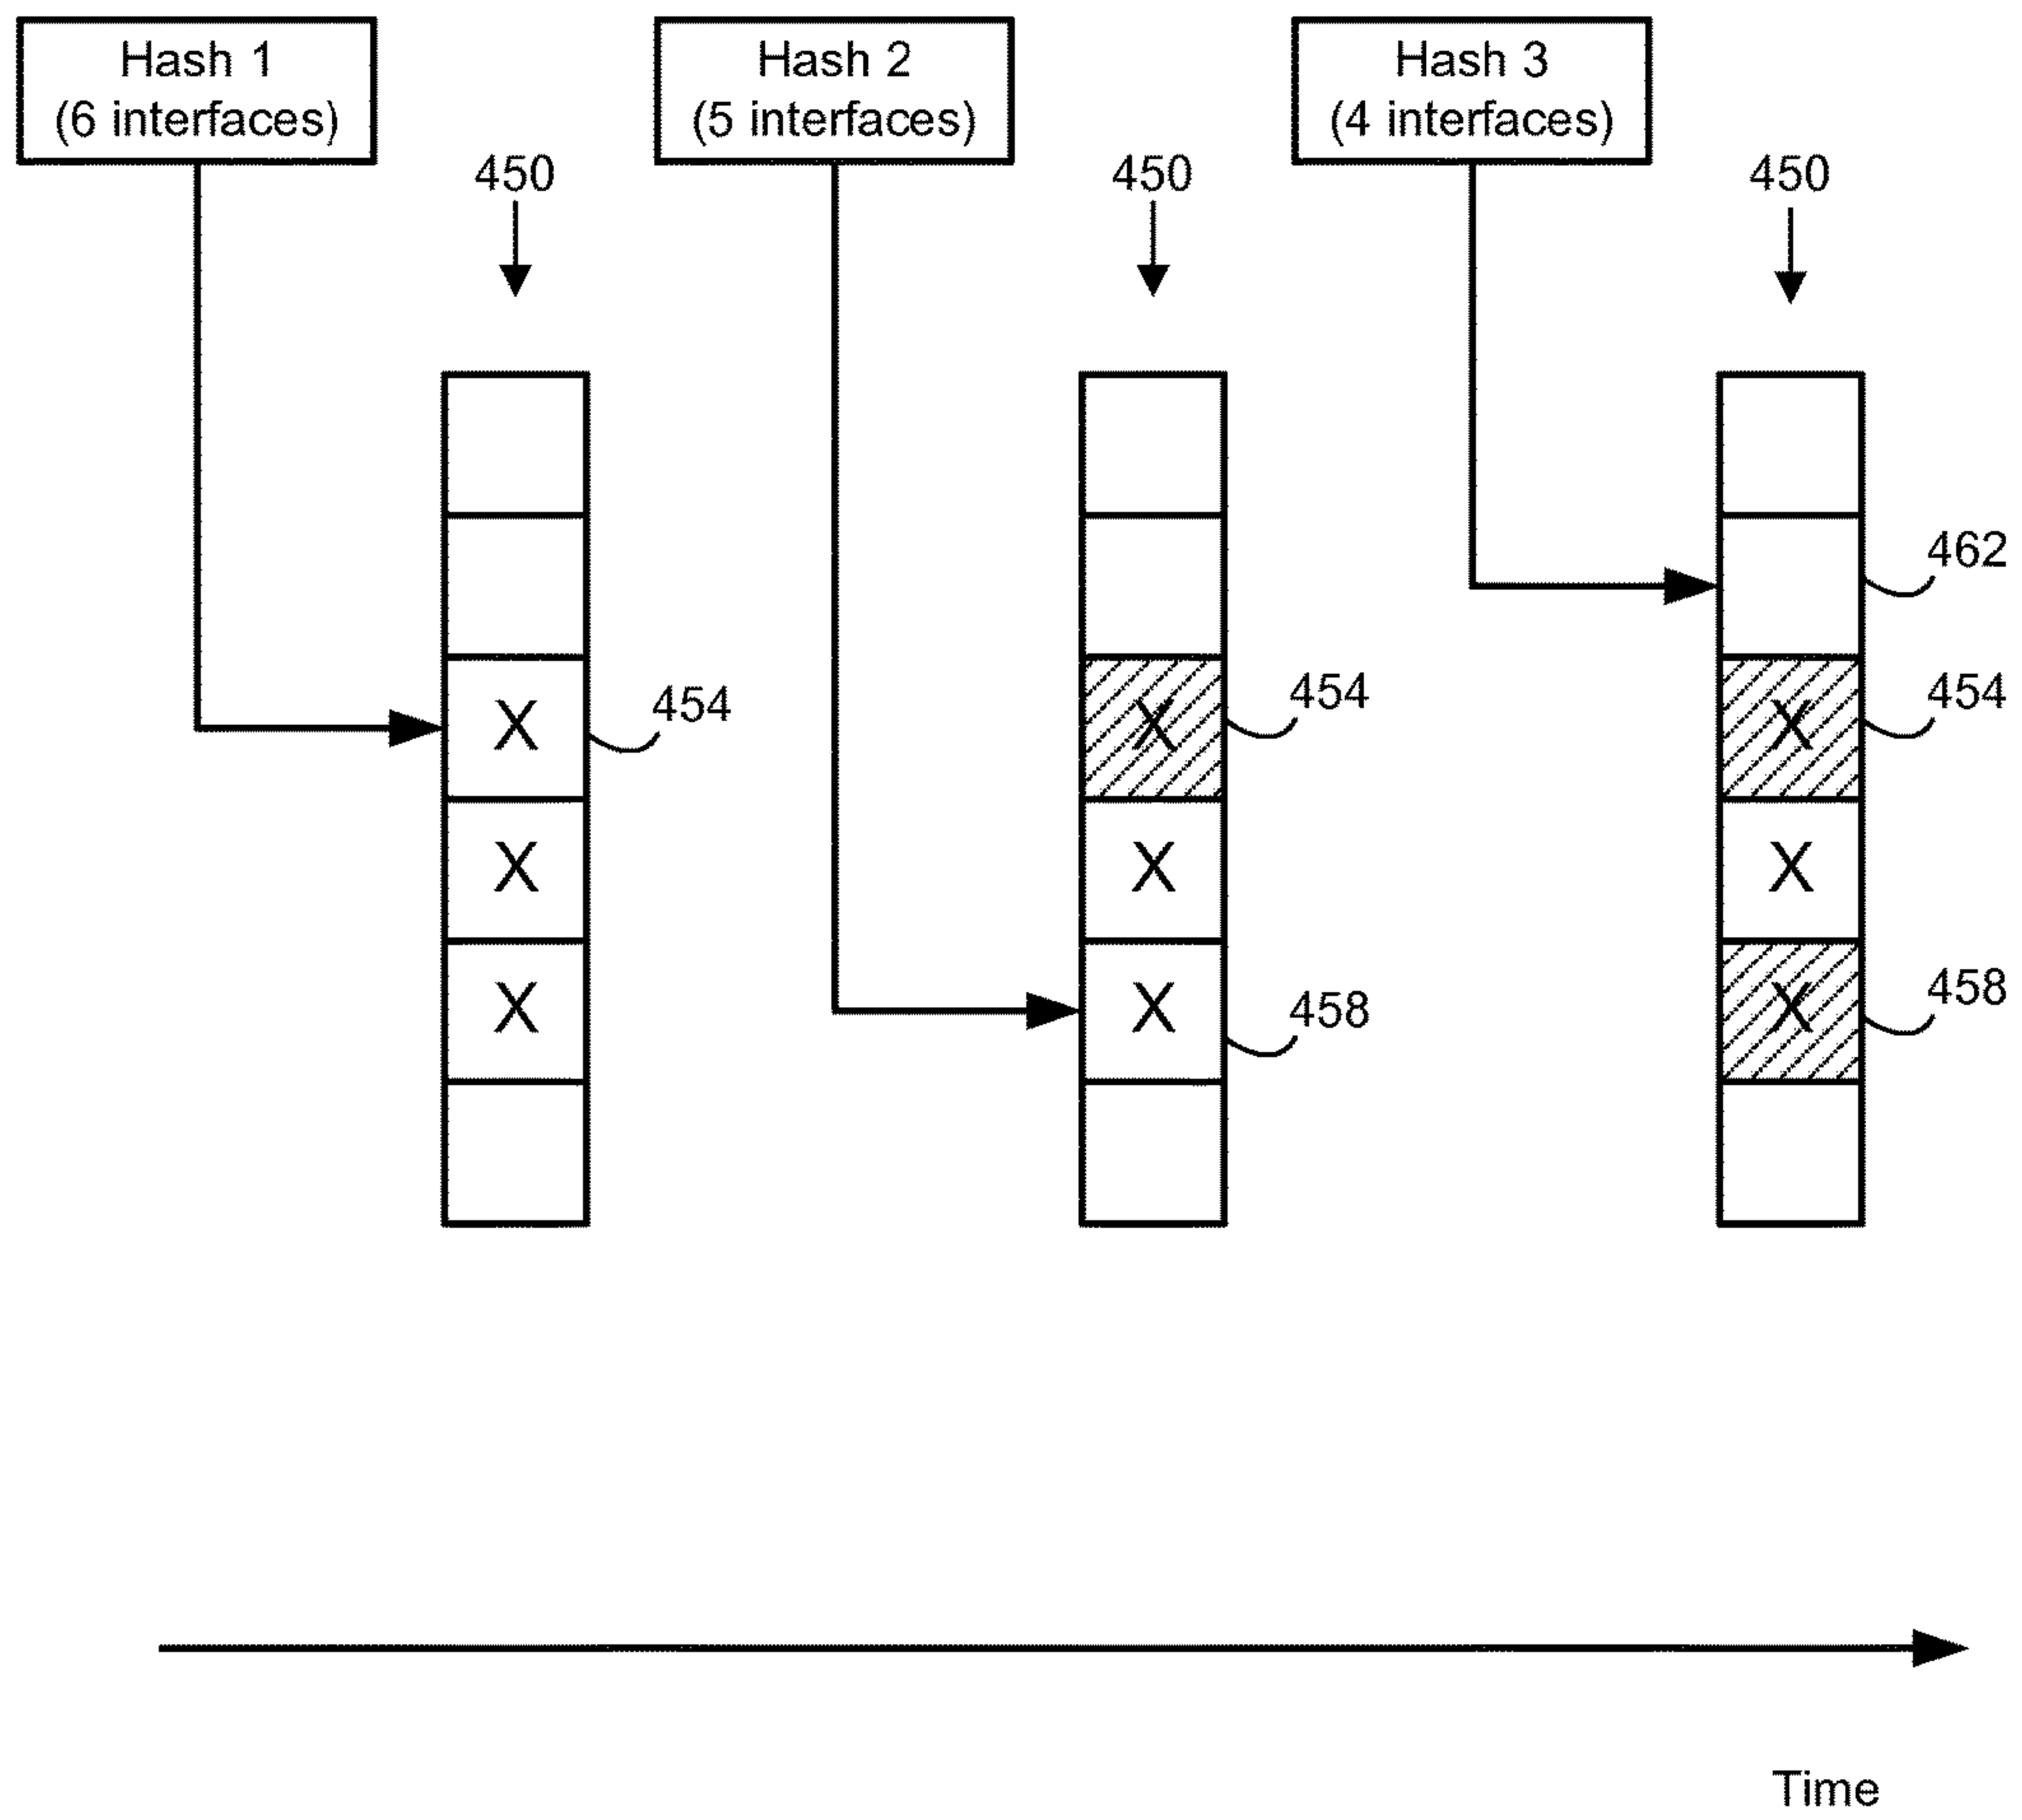 Hash 1
(6 interfaces)
Hash 2
(5 interfaces)
Hash 3
(4 interfaces)
450
450
450
462
454
454
454
X
X
X
X
X
X
X
X
X
458
458
Time